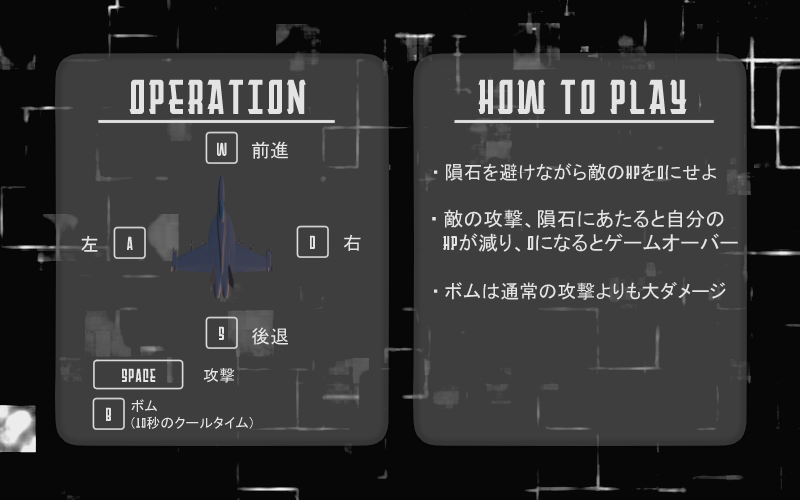 OPERATION
W 前進
左 A
D 右
S 後退
SPACE 攻撃
B ボム
(10秒のクールタイム)
HOW TO PLAY
・隕石を避けながら敵のHPを0にせよ
・敵の攻撃、隕石にあたると自分の
HPが減り、0になるとゲームオーバー
・ボムは通常の攻撃よりも大ダメージ